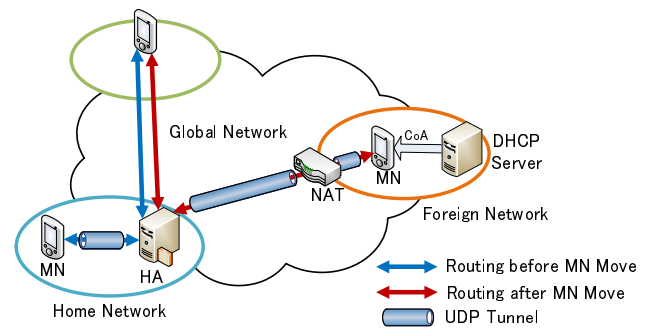 Global Network
CoA
DHCP
Server
MN
NAT
Foreign Network
MN
HA
Home Network
Routing before MN Move
Routing after MN Move
UDP Tunnel